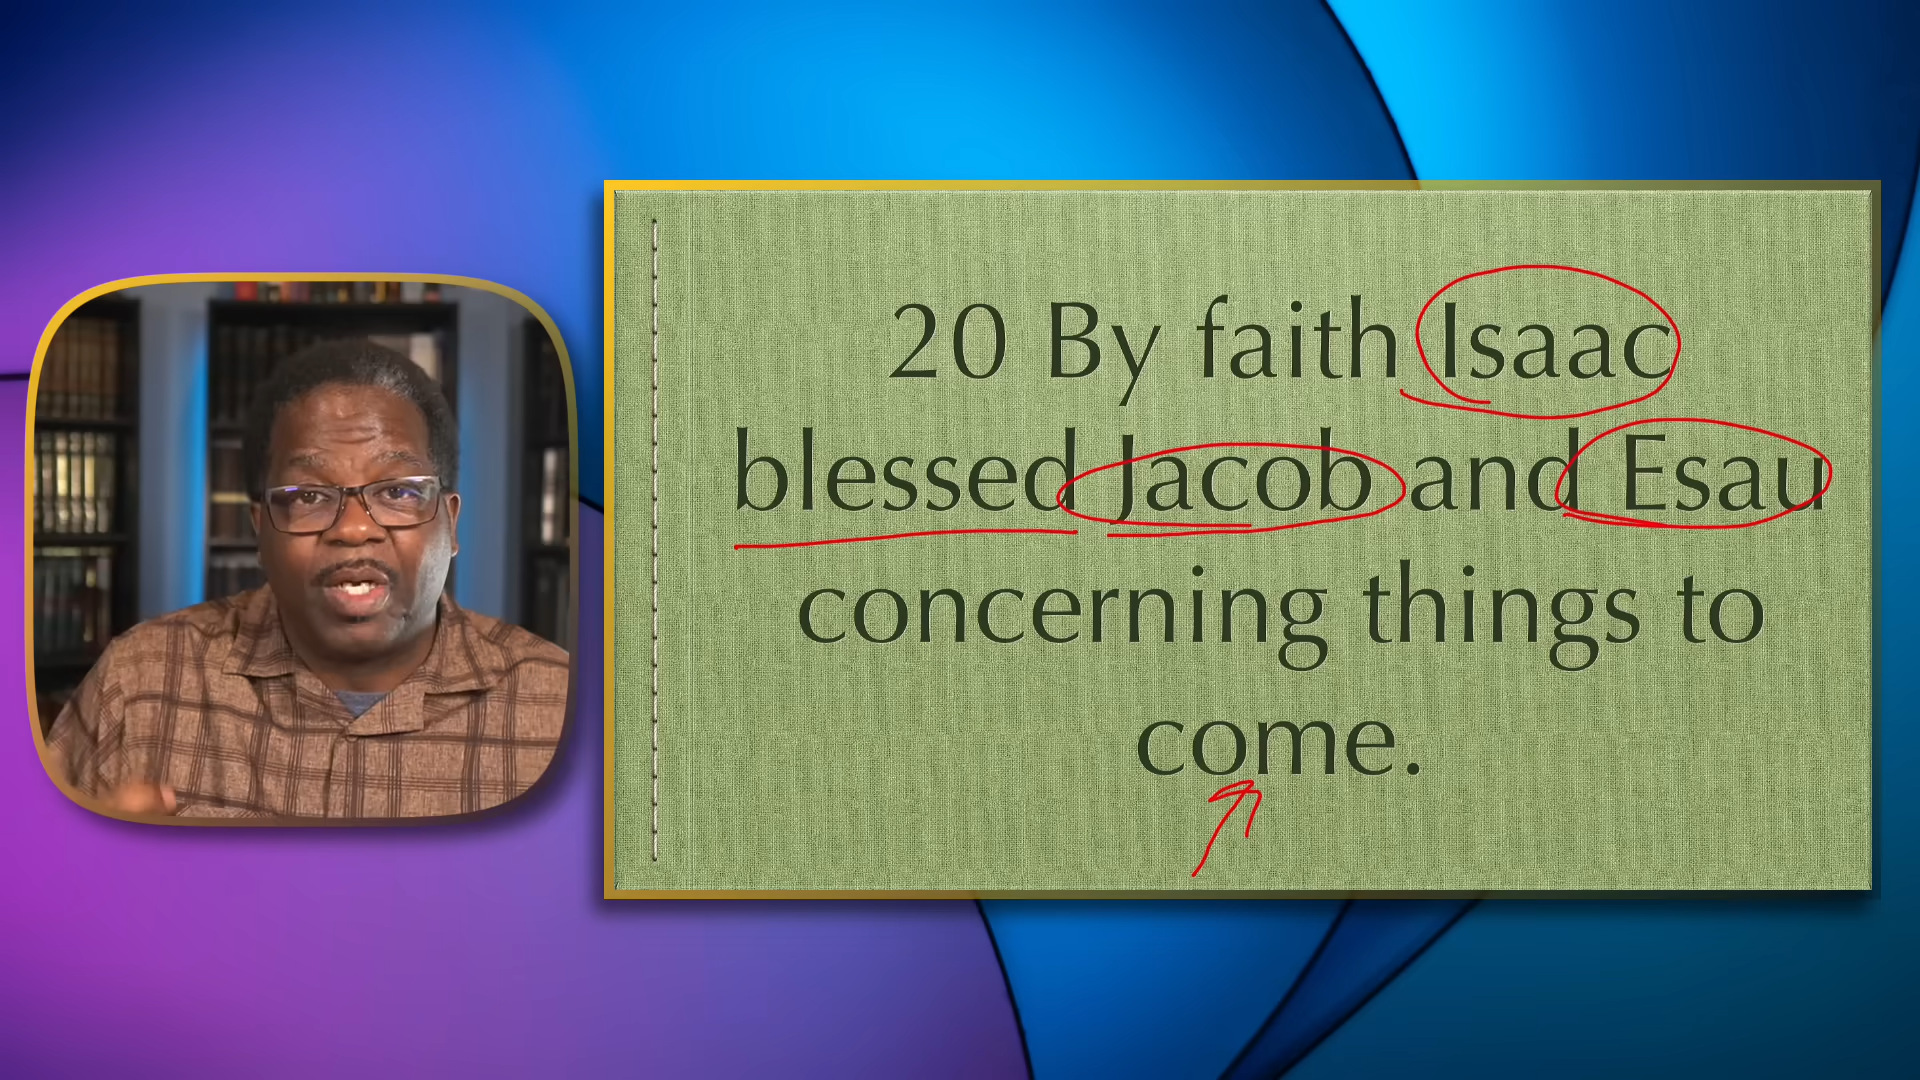 20 By faith Isaac
blessed Jacob and Esau
concerning things to
come.